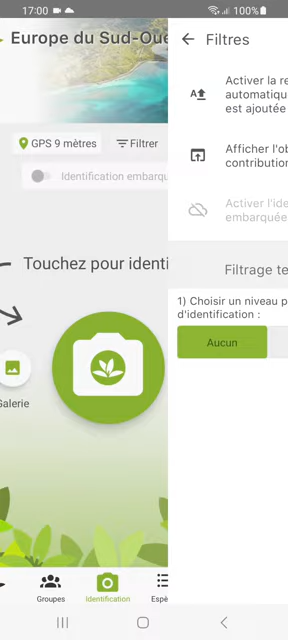 17:00
100%
Europe du Sud-Oue
GPS 9 mètres
Filtrer
Identification embarqu
Touchez pour identi
Galerie
Groupes
Identification
Espè
Filtres
Activer la re
automatiqu
est ajoutée
Afficher l'ob
contribution
Activer l'ide
embarquée
Filtrage te
1) Choisir un niveau p
d'identification :
Aucun